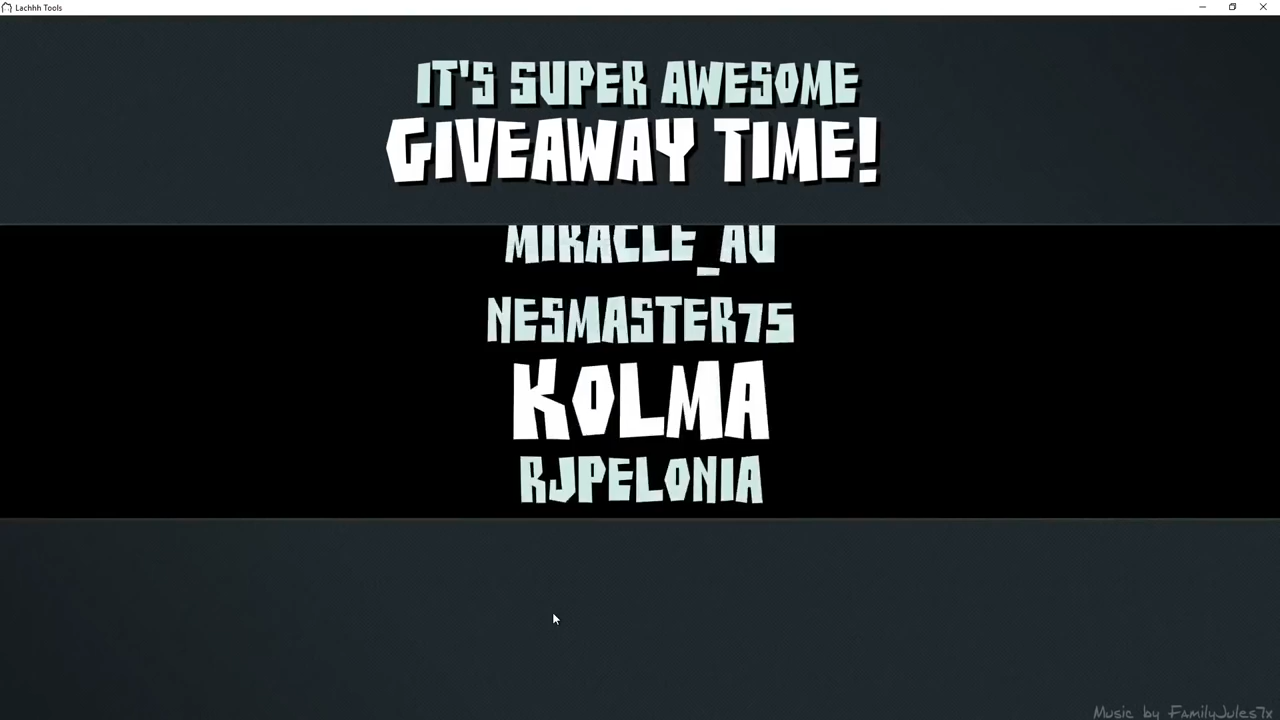 Lachhh Tools
IT'S SUPER AWESOME
GIVEAWAY TIME!
MIRACLE_AU
NESMASTER75
KOLMA
RJPELONIA
Music by FamilyJules7x